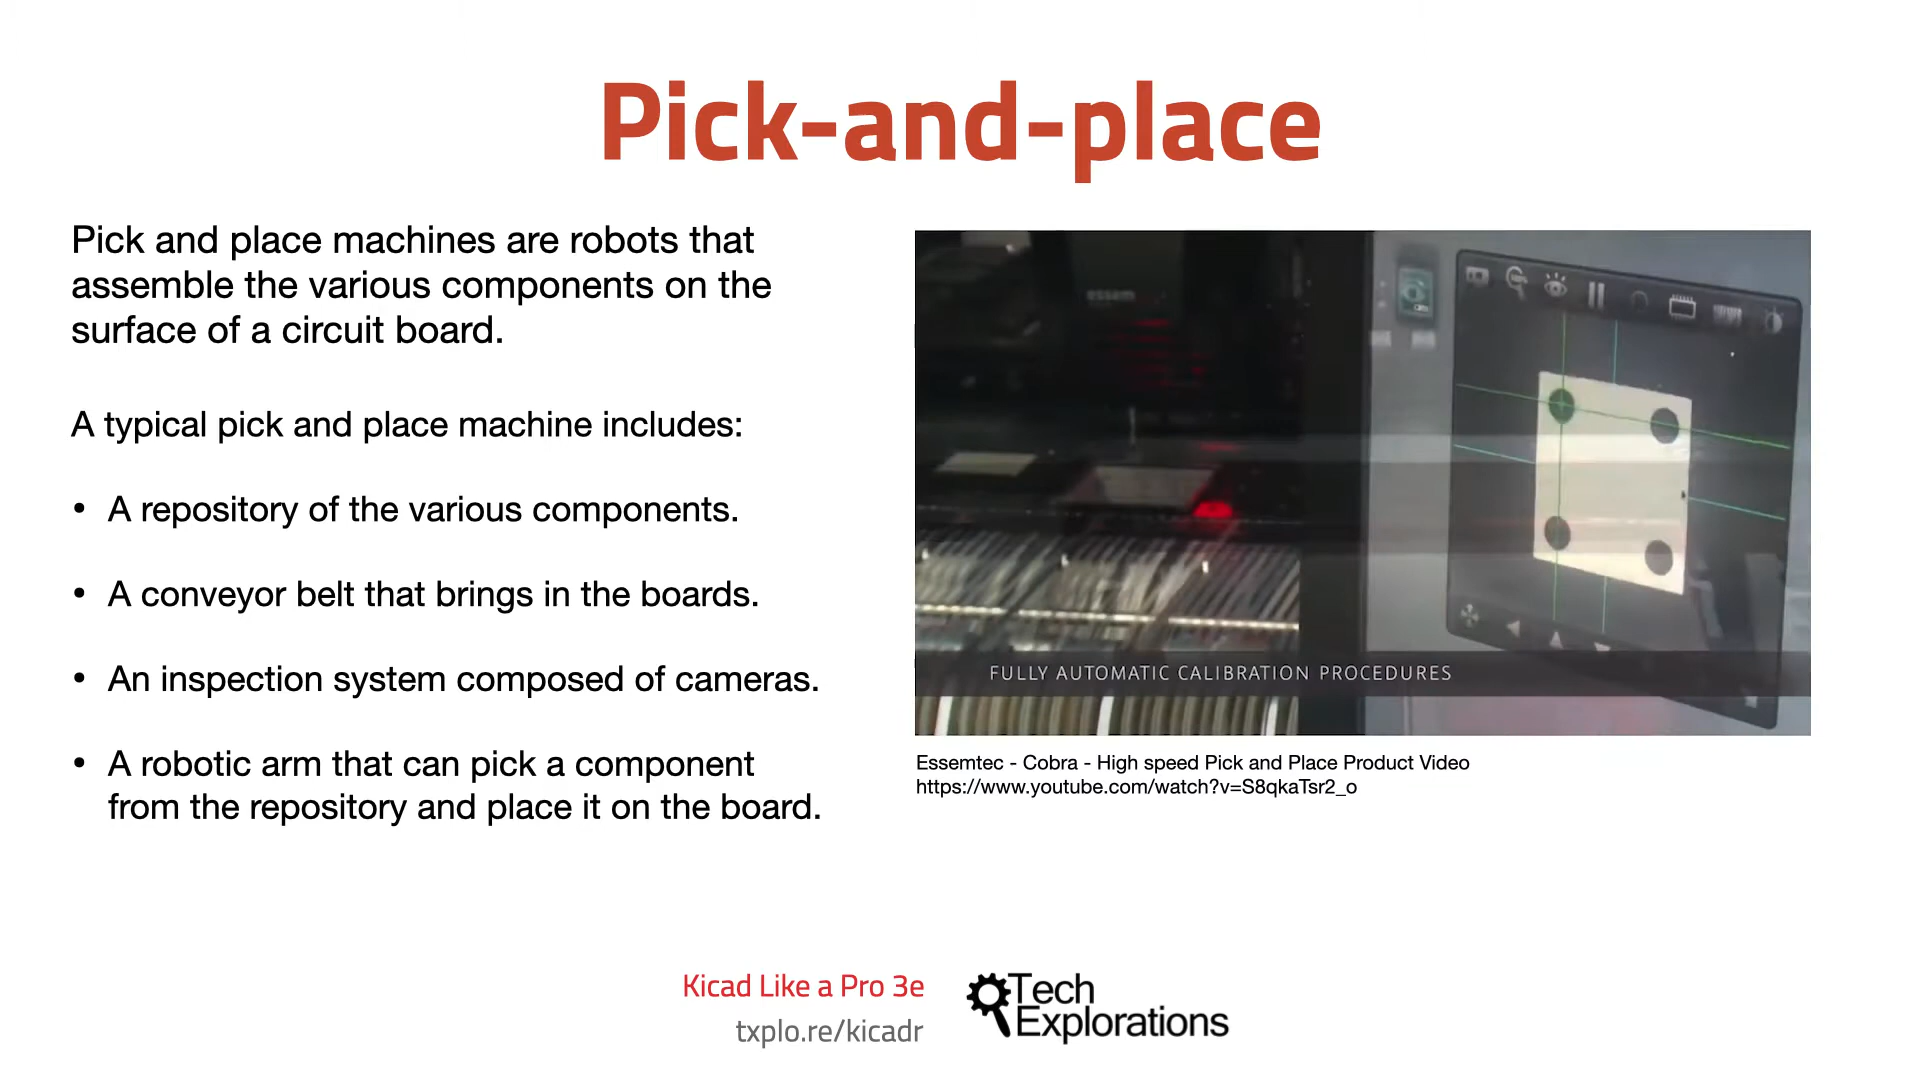 Pick-and-place
Pick and place machines are robots that
assemble the various components on the
surface of a circuit board.
A typical pick and place machine includes:
• A repository of the various components.
• A conveyor belt that brings in the boards.
• An inspection system composed of cameras.
• A robotic arm that can pick a component
from the repository and place it on the board.
essem
FULLY AUTOMATIC CALIBRATION PROCEDURES
Essemtec - Cobra - High speed Pick and Place Product Video
https://www.youtube.com/watch?v=S8qkaTsr2_o
Kicad Like a Pro 3e
txplo.re/kicadr
Tech
Explorations